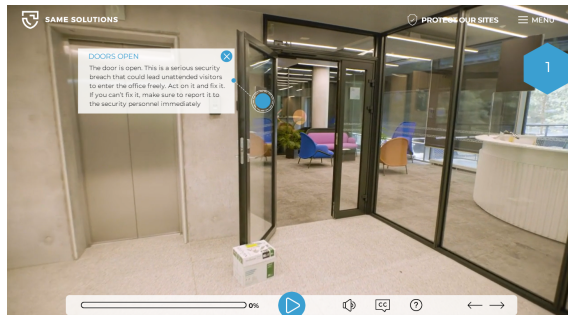 SAME SOLUTIONS
PROTECT OUR SITES
MENU
1
DOORS OPEN
The door is open. This is a serious security
breach that could lead unattended visitors
to enter the office freely. Act on it and fix it.
If you can't fix it, make sure to report it to
the security personnel immediately
0%
CC
?